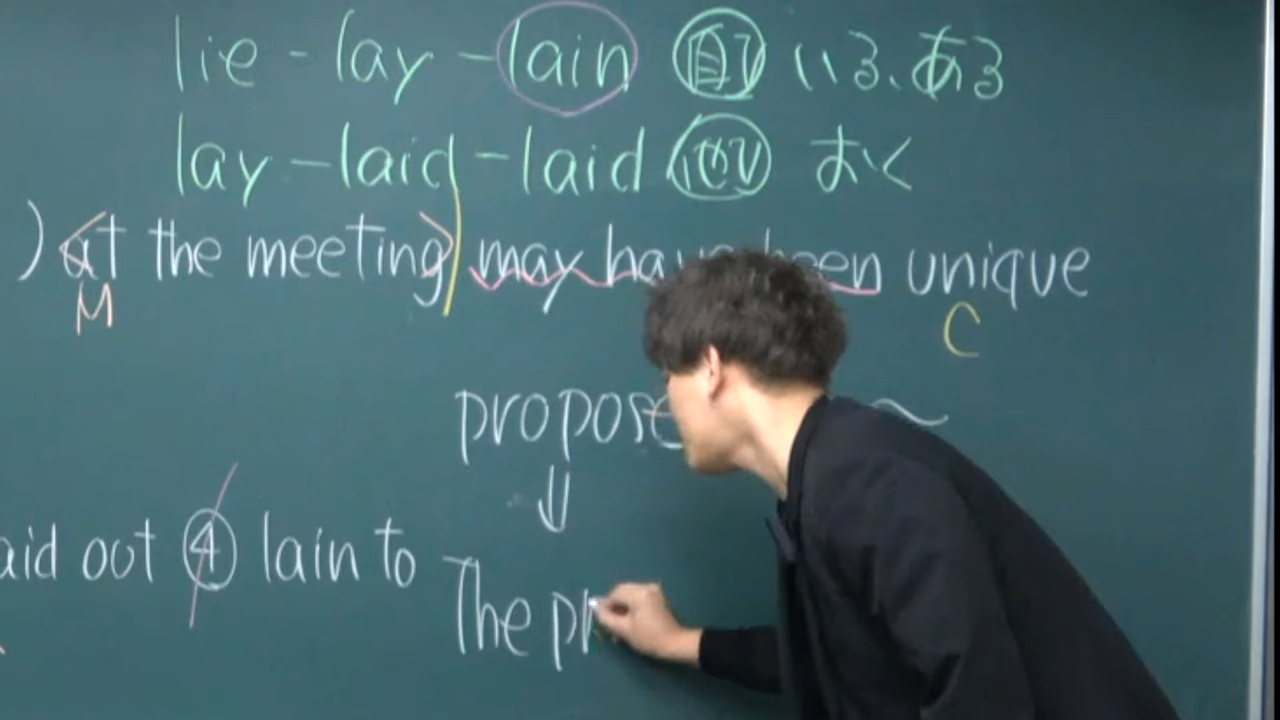 lie - lay - lain 自V いる、ある
lay - laid - laid 他V おく
) at the meeting may have been unique
M
C
propose
aid out ④ lain to
The pr